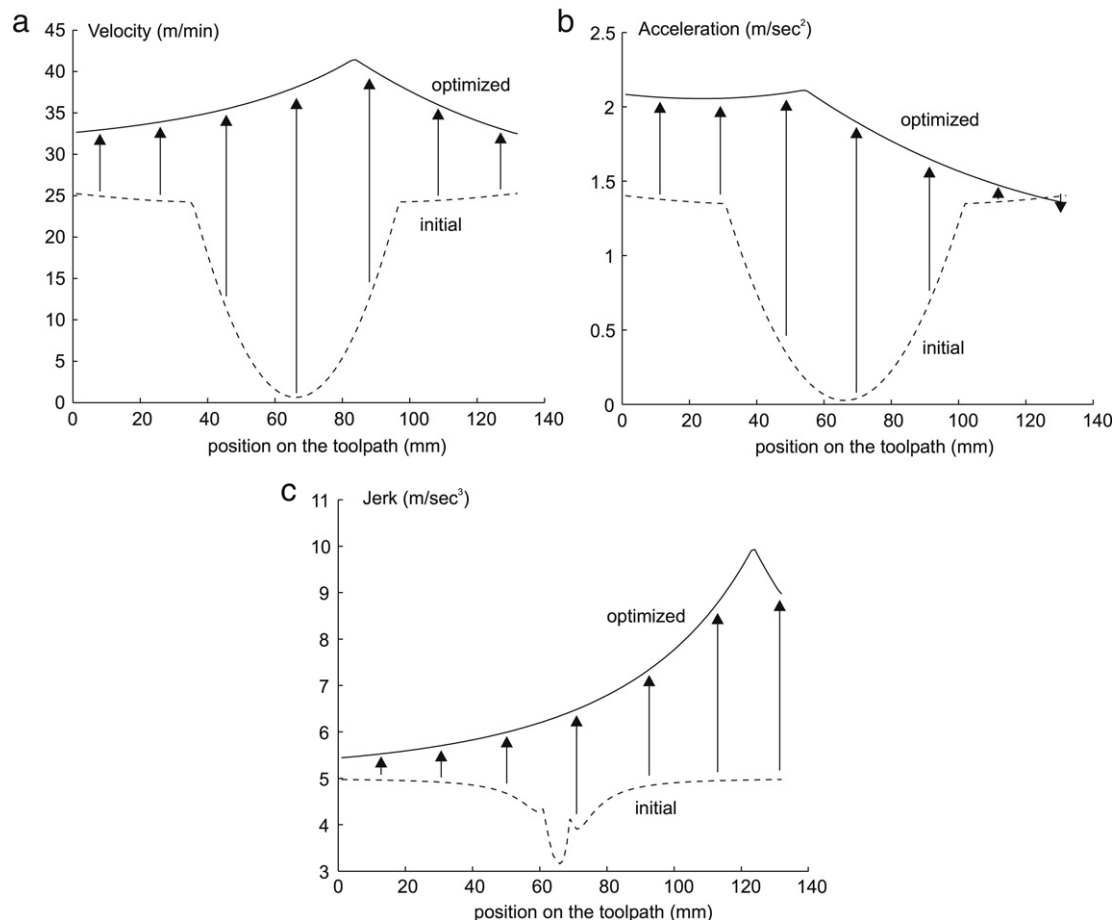 a
Velocity (m/min)
45
40
35
30
25
20
15
10
5
0
optimized
initial
0 20 40 60 80 100 120 140
position on the toolpath (mm)
b
Acceleration (m/sec²)
2.5
2
1.5
1
0.5
0
optimized
initial
0 20 40 60 80 100 120 140
position on the toolpath (mm)
c
Jerk (m/sec³)
11
10
9
8
7
6
5
4
3
optimized
initial
0 20 40 60 80 100 120 140
position on the toolpath (mm)